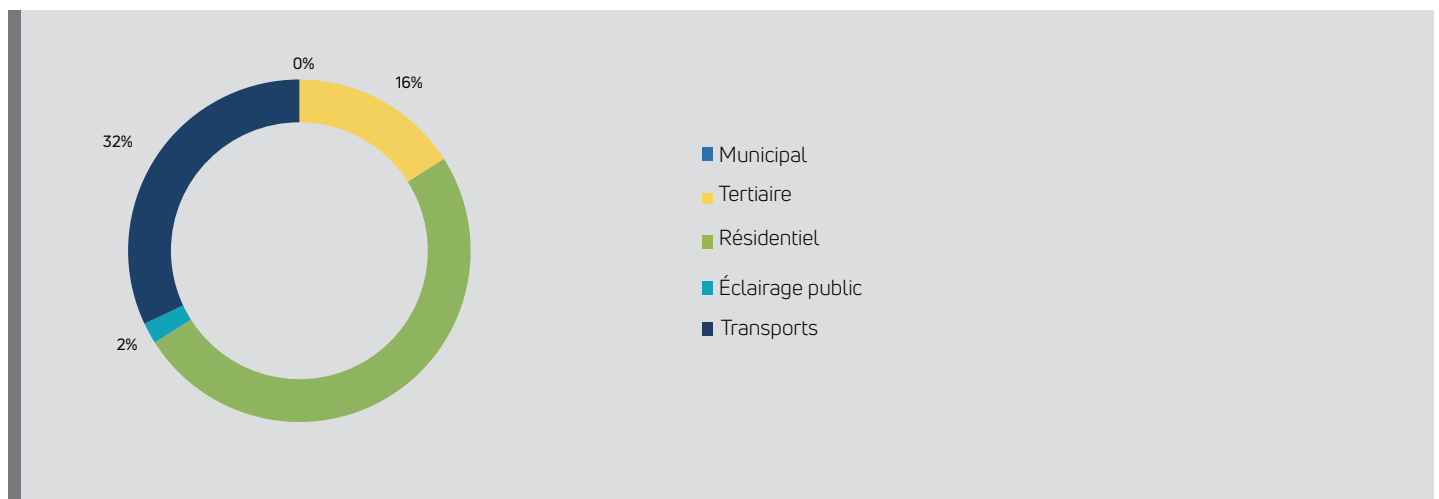 0%
16%
32%
2%
Municipal
Tertiaire
Résidentiel
Éclairage public
Transports